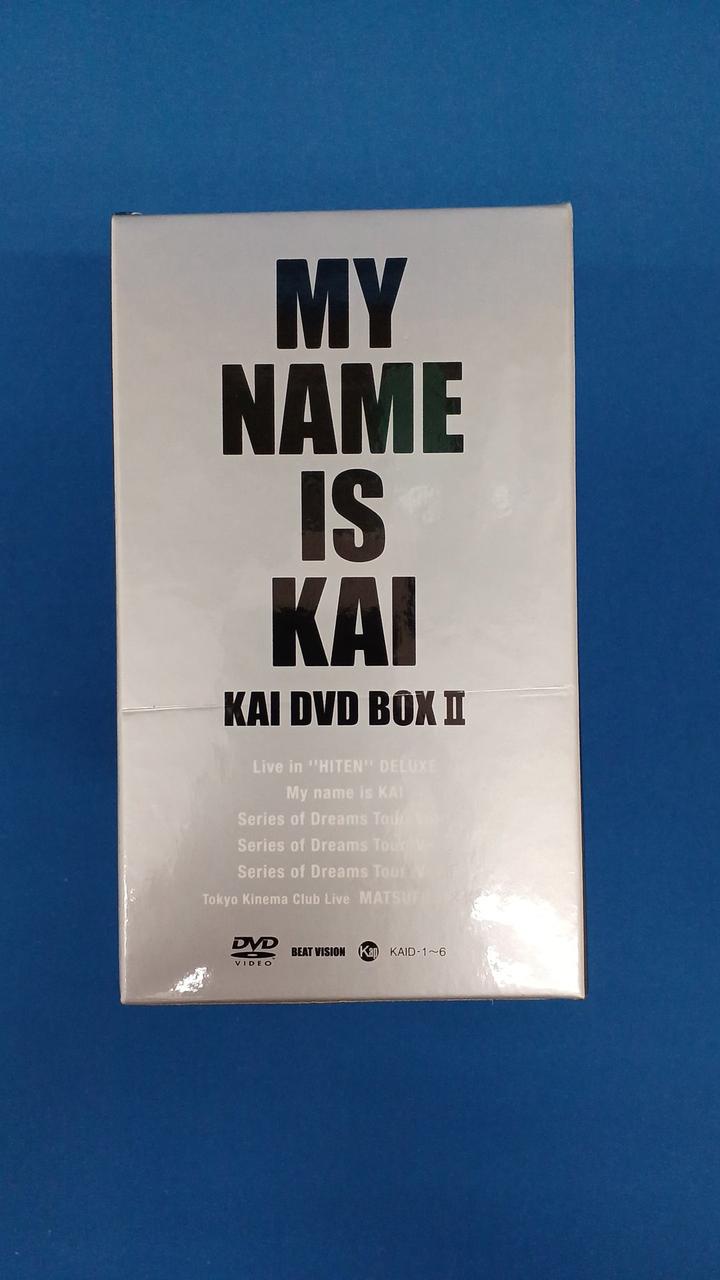 MY
NAME
IS
KAI
KAI DVD BOX II
Live in "HITEN" DELUXE
My name is KAI
Series of Dreams Tour
Series of Dreams Tour
Series of Dreams Tour
Tokyo Kinema Club Live
DVD
VIDEO
BEAT VISION
Kai
KAID-1～6